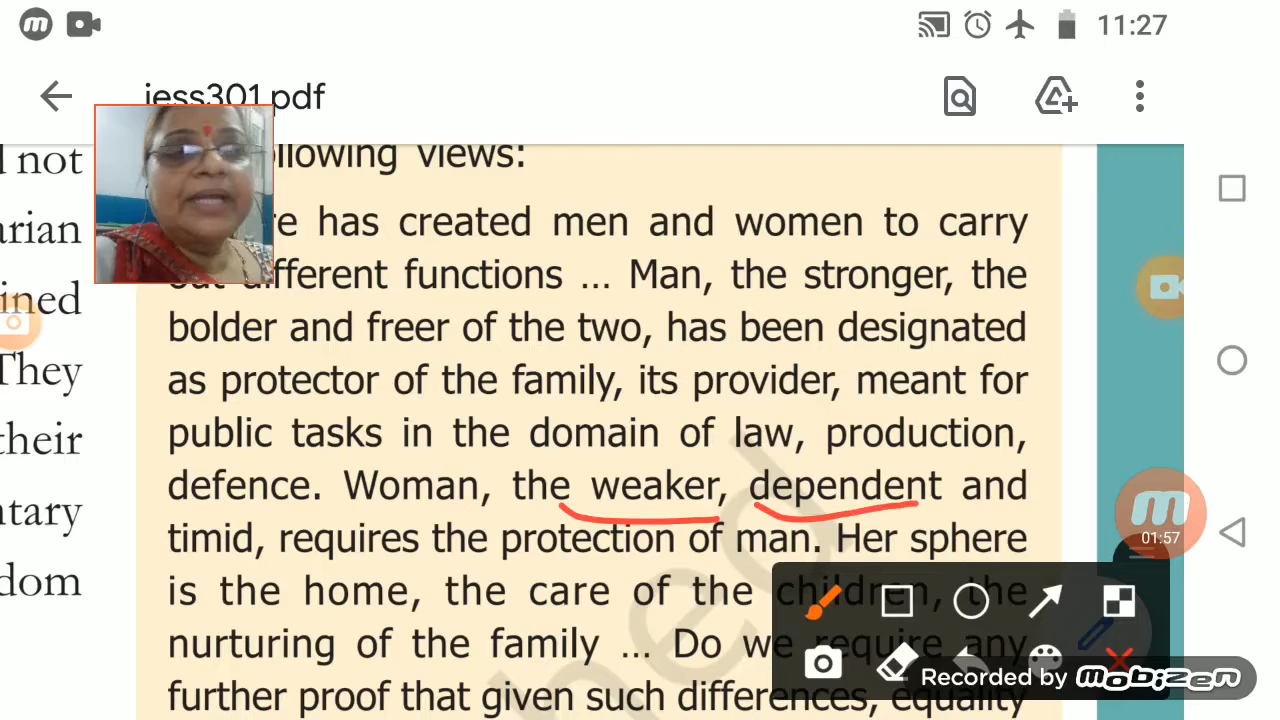 11:27
iess301.pdf
not
ollowing views:
arian
re has created men and women to carry
different functions ... Man, the stronger, the
ined
bolder and freer of the two, has been designated
They
as protector of the family, its provider, meant for
their
public tasks in the domain of law, production,
defence. Woman, the weaker, dependent and
ntary
01:57
timid, requires the protection of man. Her sphere
dom
is the home, the care of the children, the
nurturing of the family ... Do we require any
further proof that given such differences, equality
Recorded by mobizen